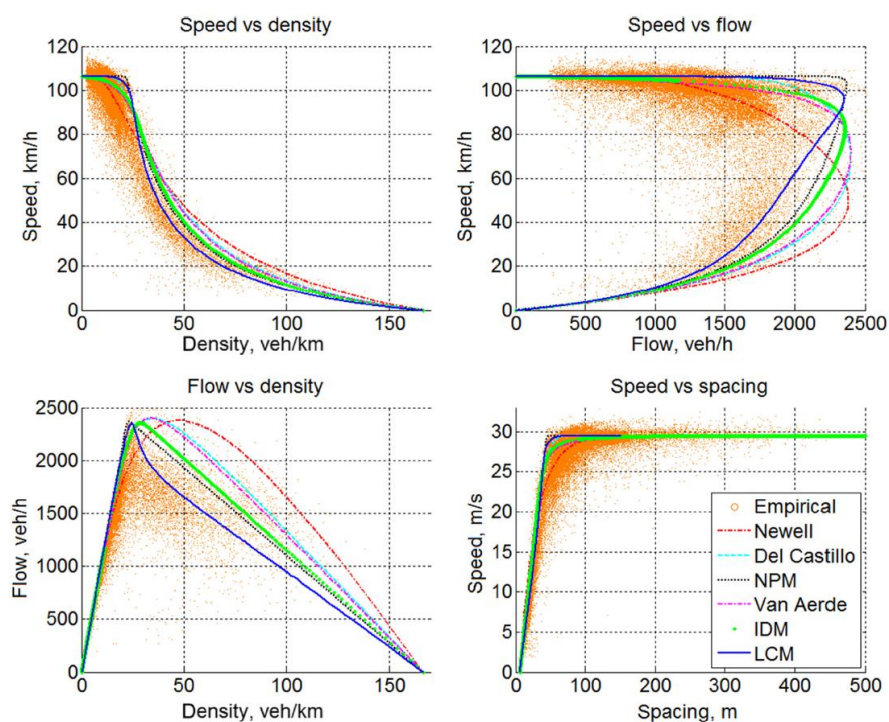 Speed vs density
120
100
80
60
40
20
0
Speed, km/h
0
50
100
150
Density, veh/km
Speed vs flow
120
100
80
60
40
20
0
Speed, km/h
0
500
1000
1500
2000
2500
Flow, veh/h
Flow vs density
2500
2000
1500
1000
500
0
Flow, veh/h
0
50
100
150
Density, veh/km
Speed vs spacing
30
25
20
15
10
5
0
Speed, m/s
0
100
200
300
400
500
Spacing, m
Empirical
Newell
Del Castillo
NPM
Van Aerde
IDM
LCM